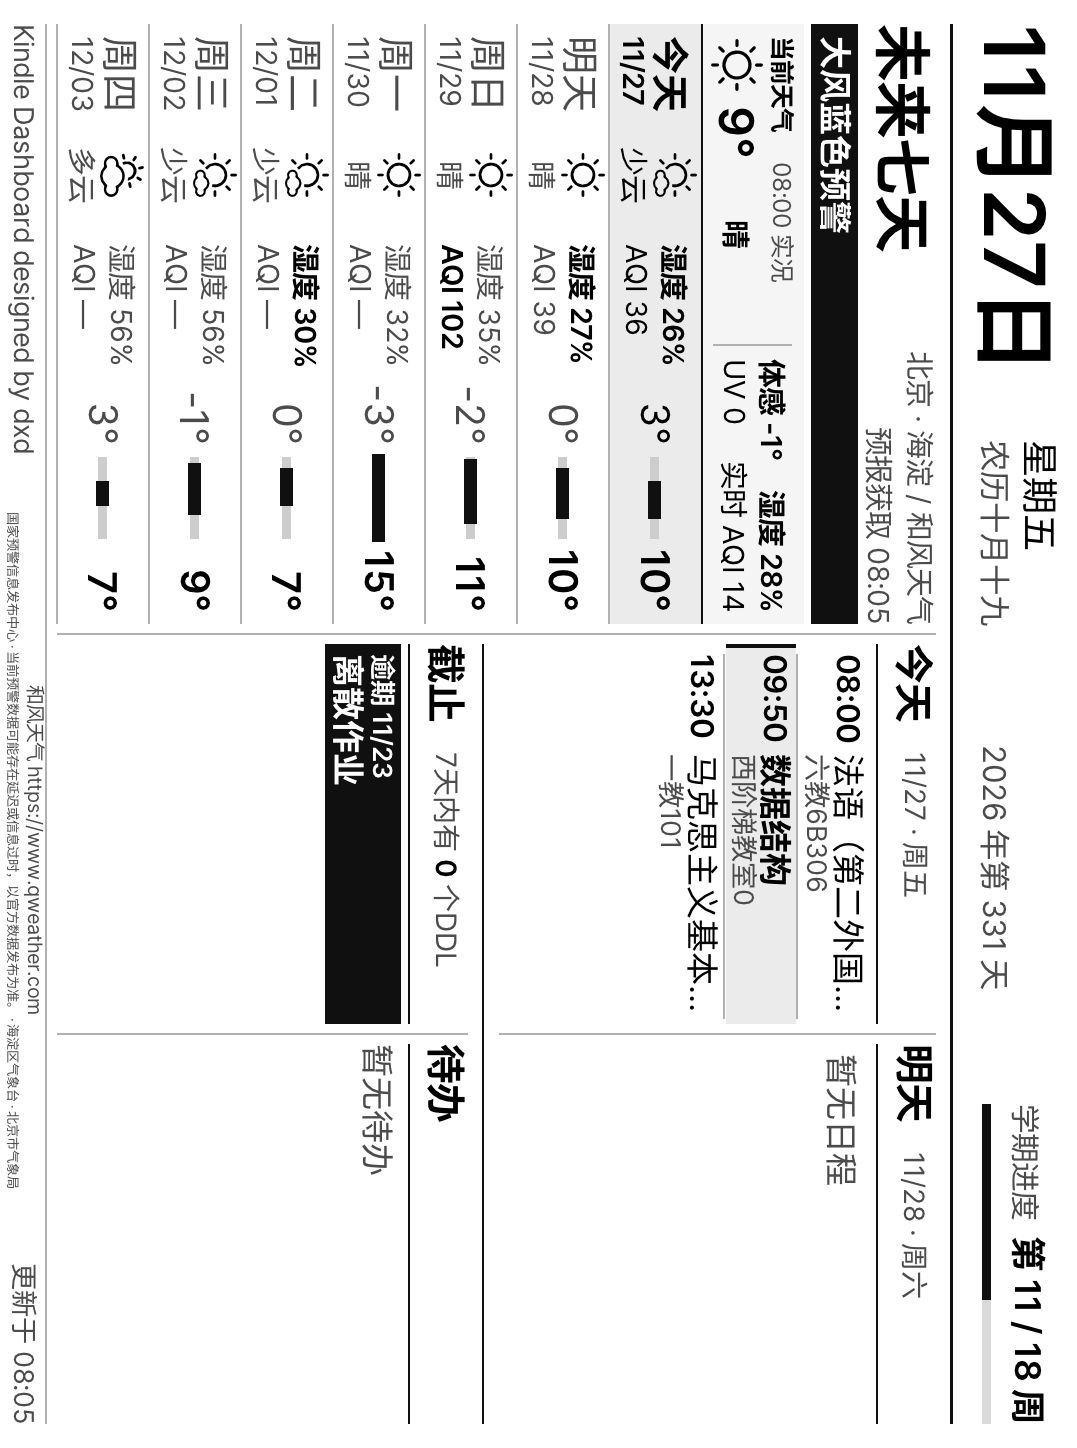 11月27日
星期五
农历十月十九
2026 年第 331 天
学期进度 第 11 / 18 周
未来七天
北京 · 海淀 / 和风天气
预报获取 08:05
大风蓝色预警
当前天气 08:00 实况
9° 晴
体感 -1° 湿度 28%
UV 0 实时 AQI 14
今天 11/27 少云 湿度 26% AQI 36 3° 10°
明天 11/28 晴 湿度 27% AQI 39 0° 10°
周日 11/29 晴 湿度 35% AQI 102 -2° 11°
周一 11/30 晴 湿度 32% AQI — -3° 15°
周二 12/01 少云 湿度 30% AQI — 0° 7°
周三 12/02 少云 湿度 56% AQI — -1° 9°
周四 12/03 多云 湿度 56% AQI — 3° 7°
今天 11/27 · 周五
08:00 法语（第二外国...
六教6B306
09:50 数据结构
西阶梯教室0
13:30 马克思主义基本...
一教101
明天 11/28 · 周六
暂无日程
截止 7天内有 0 个DDL
逾期 11/23
离散作业
待办
暂无待办
Kindle Dashboard designed by dxd
和风天气 https://www.qweather.com
国家预警信息发布中心 · 当前预警数据可能存在延迟或信息过时，以官方数据发布为准。 · 海淀区气象台 · 北京市气象局
更新于 08:05